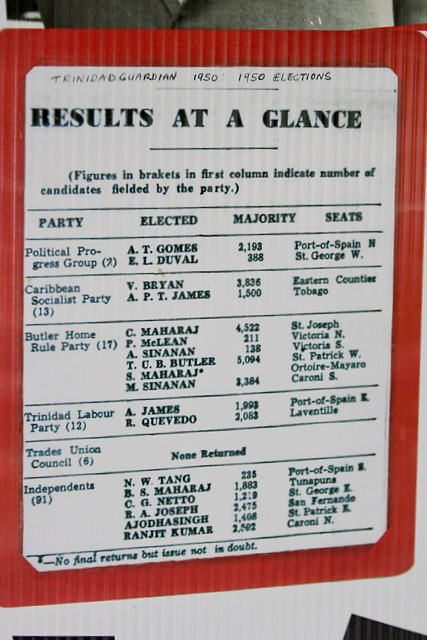 TRINIDAD GUARDIAN 1950 1950 ELECTIONS
RESULTS AT A GLANCE
(Figures in brakets in first column indicate number of
candidates fielded by the party.)
PARTY ELECTED MAJORITY SEATS
Political Pro- A. T. GOMES 2,193 Port-of-Spain N
gress Group (2) E. L. DUVAL 388 St. George W.
Caribbean V. BRYAN 3,836 Eastern Counties
Socialist Party A. P. T. JAMES 1,500 Tobago
(13)
Butler Home C. MAHARAJ 4,522 St. Joseph
Rule Party (17) P. McLEAN 211 Victoria N.
A. SINANAN 138 Victoria S.
T. U. B. BUTLER 5,094 St. Patrick W.
S. MAHARAJ* Ortoire-Mayaro
M. SINANAN 3,384 Caroni S.
Trinidad Labour A. JAMES 1,993 Port-of-Spain E.
Party (12) R. QUEVEDO 2,083 Laventille
Trades Union None Returned
Council (6)
Independents N. W. TANG 235 Port-of-Spain S.
(91) B. S. MAHARAJ 1,883 Tunapuna
C. G. NETTO 1,219 St. George E.
R. A. JOSEPH 2,475 San Fernando
AJODHASINGH 1,408 St. Patrick E.
RANJIT KUMAR 2,592 Caroni N.
*—No final returns but issue not in doubt.